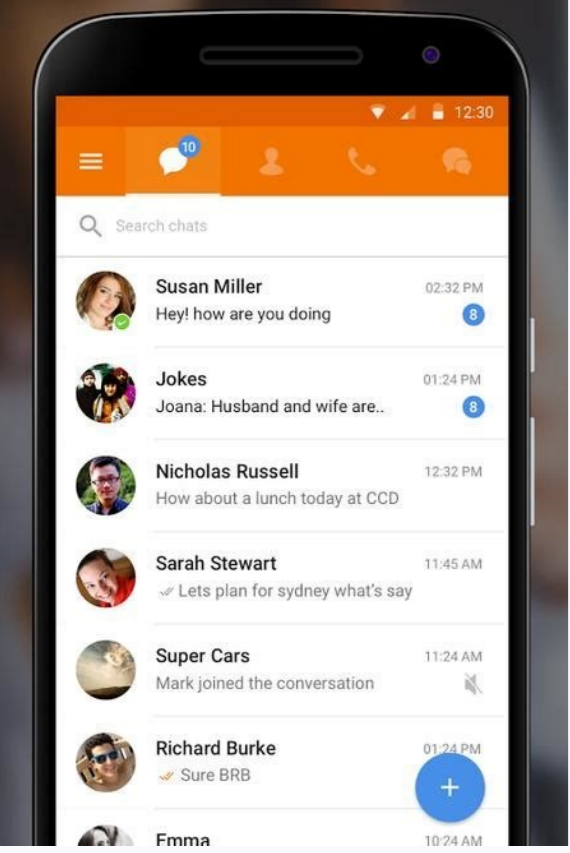 12:30
10
Search chats
Susan Miller
02:32 PM
Hey! how are you doing
8
Jokes
01:24 PM
Joana: Husband and wife are..
8
Nicholas Russell
12:32 PM
How about a lunch today at CCD
Sarah Stewart
11:45 AM
Lets plan for sydney what's say
Super Cars
11:24 AM
Mark joined the conversation
Richard Burke
01:24 PM
Sure BRB
Emma
10:24 AM